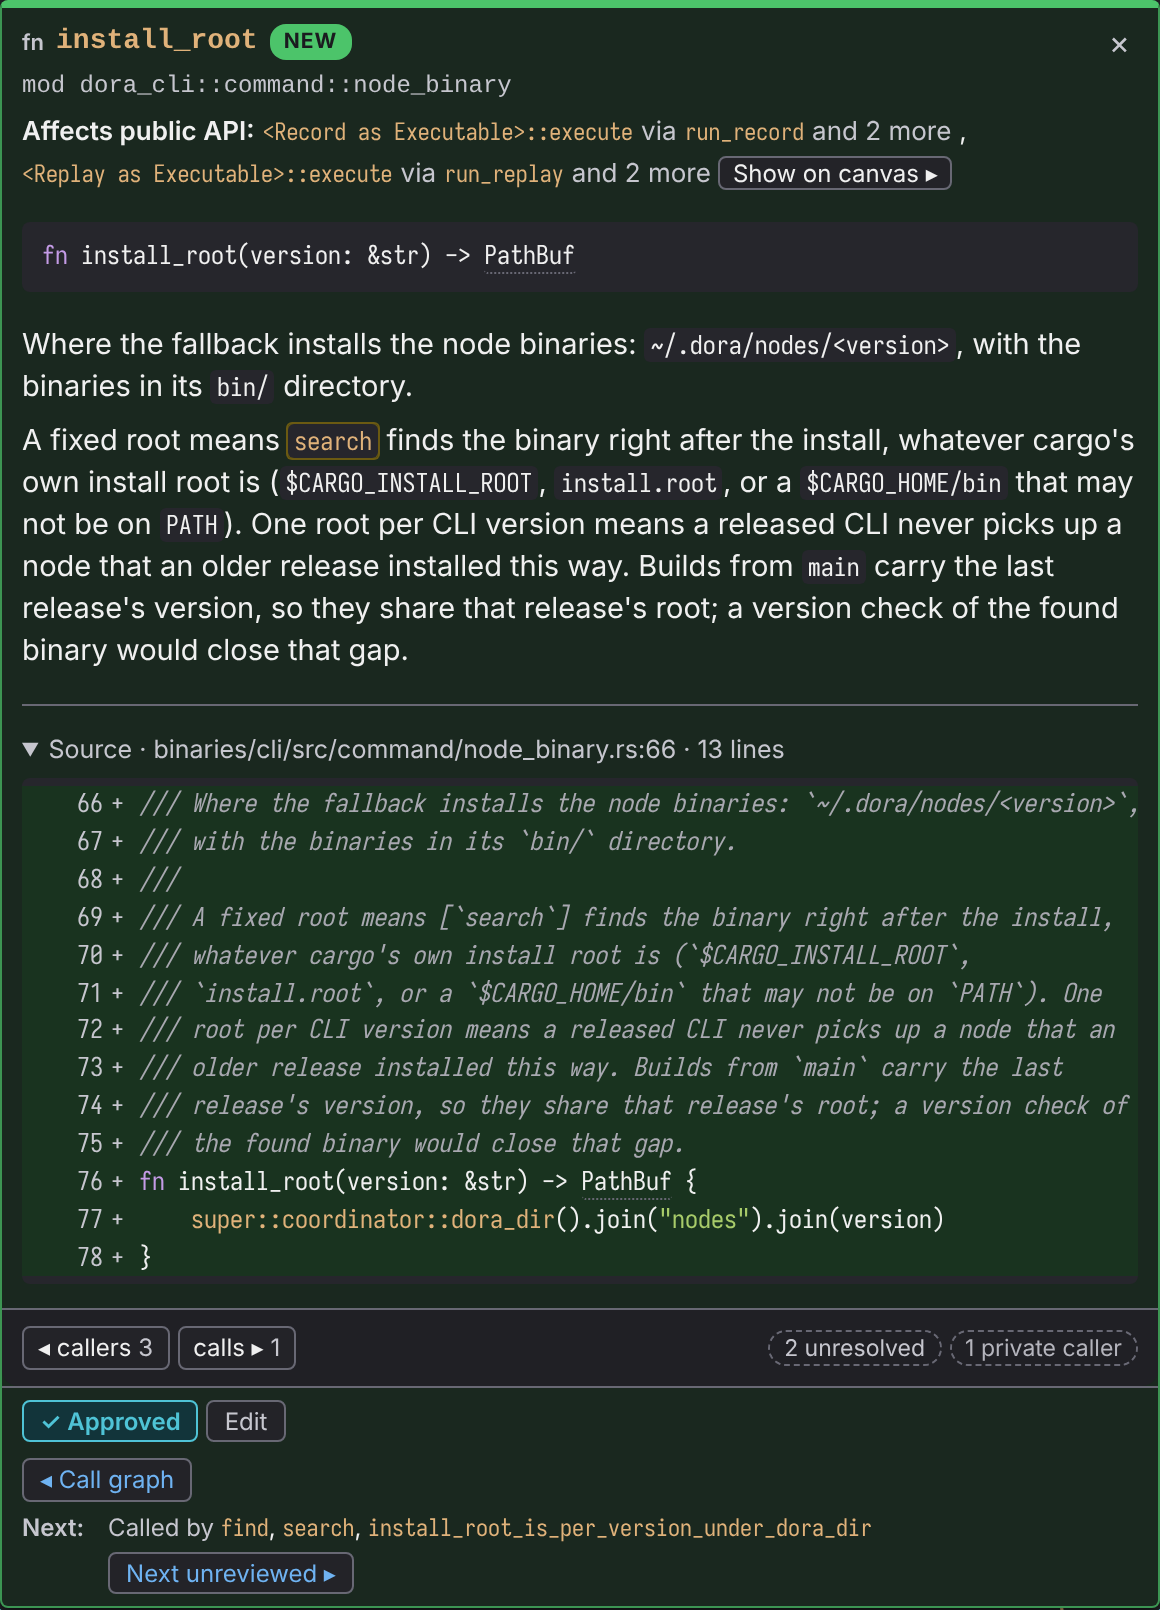 fn install_root NEW ×
mod dora_cli::command::node_binary
Affects public API: <Record as Executable>::execute via run_record and 2 more ,
<Replay as Executable>::execute via run_replay and 2 more Show on canvas ▸
fn install_root(version: &str) -> PathBuf
Where the fallback installs the node binaries: ~/.dora/nodes/<version>, with the
binaries in its bin/ directory.
A fixed root means search finds the binary right after the install, whatever cargo's
own install root is ($CARGO_INSTALL_ROOT, install.root, or a $CARGO_HOME/bin that may
not be on PATH). One root per CLI version means a released CLI never picks up a
node that an older release installed this way. Builds from main carry the last
release's version, so they share that release's root; a version check of the found
binary would close that gap.
▼ Source · binaries/cli/src/command/node_binary.rs:66 · 13 lines
66 + /// Where the fallback installs the node binaries: `~/.dora/nodes/<version>`,
67 + /// with the binaries in its `bin/` directory.
68 + ///
69 + /// A fixed root means [`search`] finds the binary right after the install,
70 + /// whatever cargo's own install root is (`$CARGO_INSTALL_ROOT`,
71 + /// `install.root`, or a `$CARGO_HOME/bin` that may not be on `PATH`). One
72 + /// root per CLI version means a released CLI never picks up a node that an
73 + /// older release installed this way. Builds from `main` carry the last
74 + /// release's version, so they share that release's root; a version check of
75 + /// the found binary would close that gap.
76 + fn install_root(version: &str) -> PathBuf {
77 +     super::coordinator::dora_dir().join("nodes").join(version)
78 + }
◂ callers 3 calls ▸ 1 2 unresolved 1 private caller
✓ Approved Edit
◂ Call graph
Next: Called by find, search, install_root_is_per_version_under_dora_dir
Next unreviewed ▸